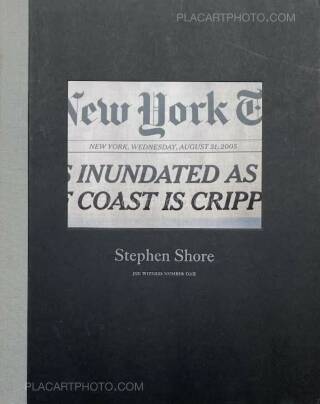 PLACARTPHOTO.COM
New York T
NEW YORK, WEDNESDAY, AUGUST 31, 2005
S INUNDATED AS
F COAST IS CRIPP
Stephen Shore
JOE WITNESS NUMBER ONE
PLACARTPHOTO.COM